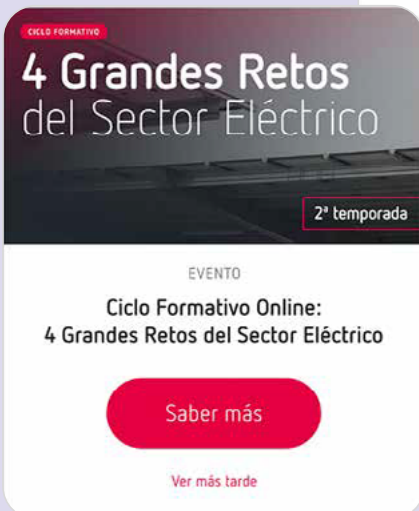 CICLO FORMATIVO
4 Grandes Retos
del Sector Eléctrico
2ª temporada
EVENTO
Ciclo Formativo Online:
4 Grandes Retos del Sector Eléctrico
Saber más
Ver más tarde